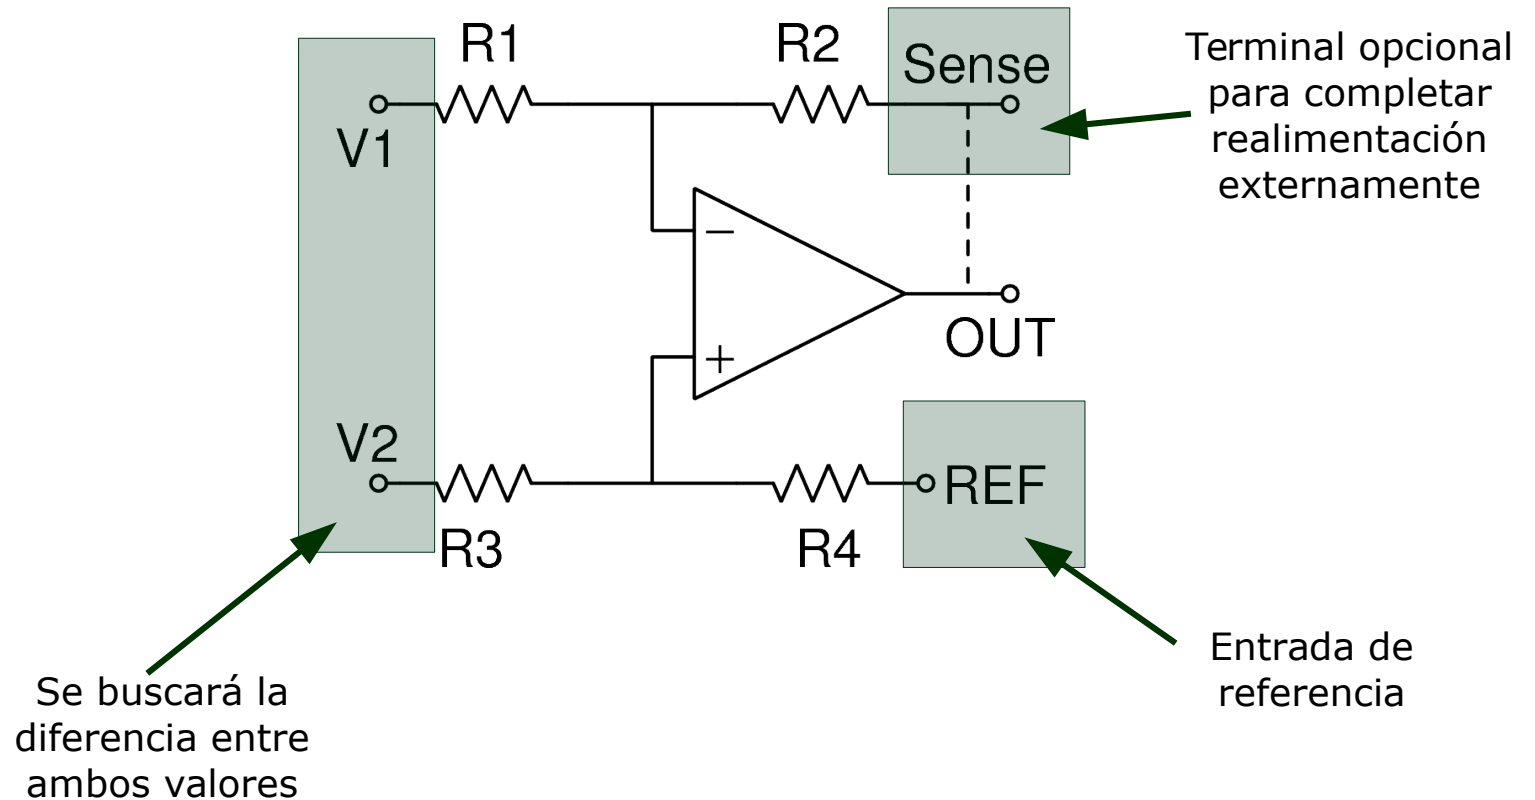 R1
R2
Sense
Terminal opcional
para completar
realimentación
externamente
V1
−
OUT
+
V2
REF
R3
R4
Entrada de
referencia
Se buscará la
diferencia entre
ambos valores